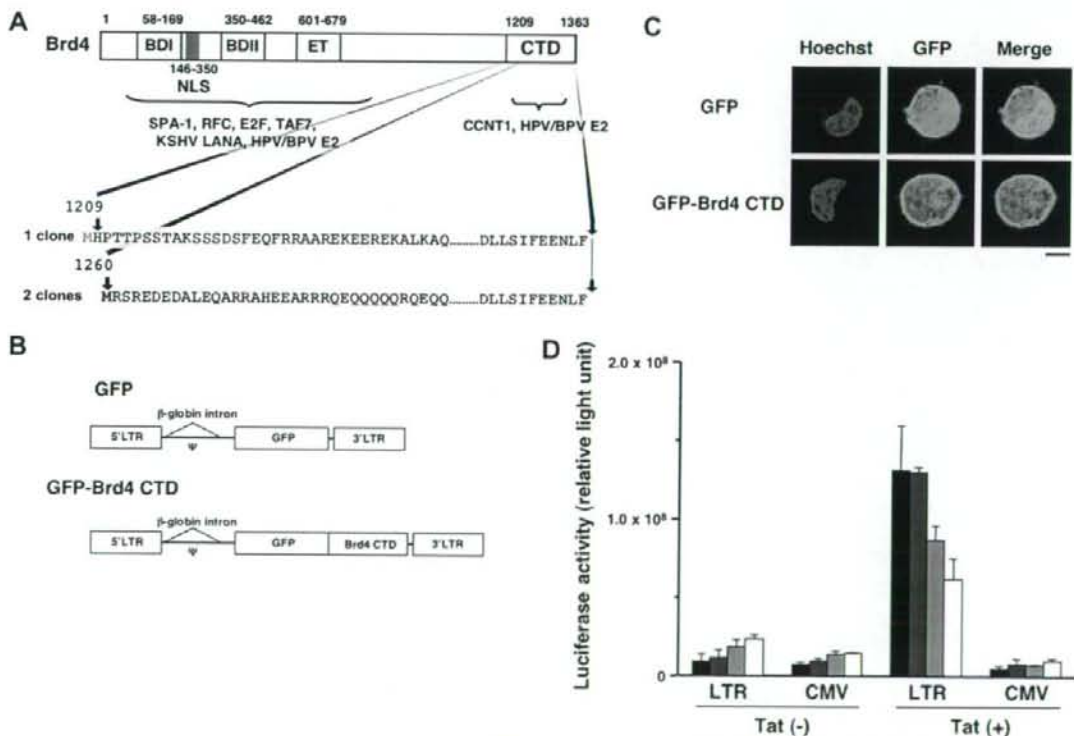 A
1 58-169 350-462 601-679 1209 1363
Brd4 BDI BDII ET CTD
146-350
NLS
SPA-1, RFC, E2F, TAF7,
KSHV LANA, HPV/BPV E2
CCNT1, HPV/BPV E2
1209
1 clone MHPTTPSSTAKSSSDSFEQFRRAAREKEEREKALKAQ........DLLSIFEENLF
1260
2 clones MRSREDEDALEQARRAHEEARRRQEQQQQQRQEQQ........DLLSIFEENLF
B
GFP
β-globin intron
5'LTR Ψ GFP 3'LTR
GFP-Brd4 CTD
β-globin intron
5'LTR Ψ GFP Brd4 CTD 3'LTR
C
Hoechst GFP Merge
GFP
GFP-Brd4 CTD
D
Luciferase activity (relative light unit)
2.0 x 10⁸
1.0 x 10⁸
0
LTR CMV LTR CMV
Tat (-) Tat (+)